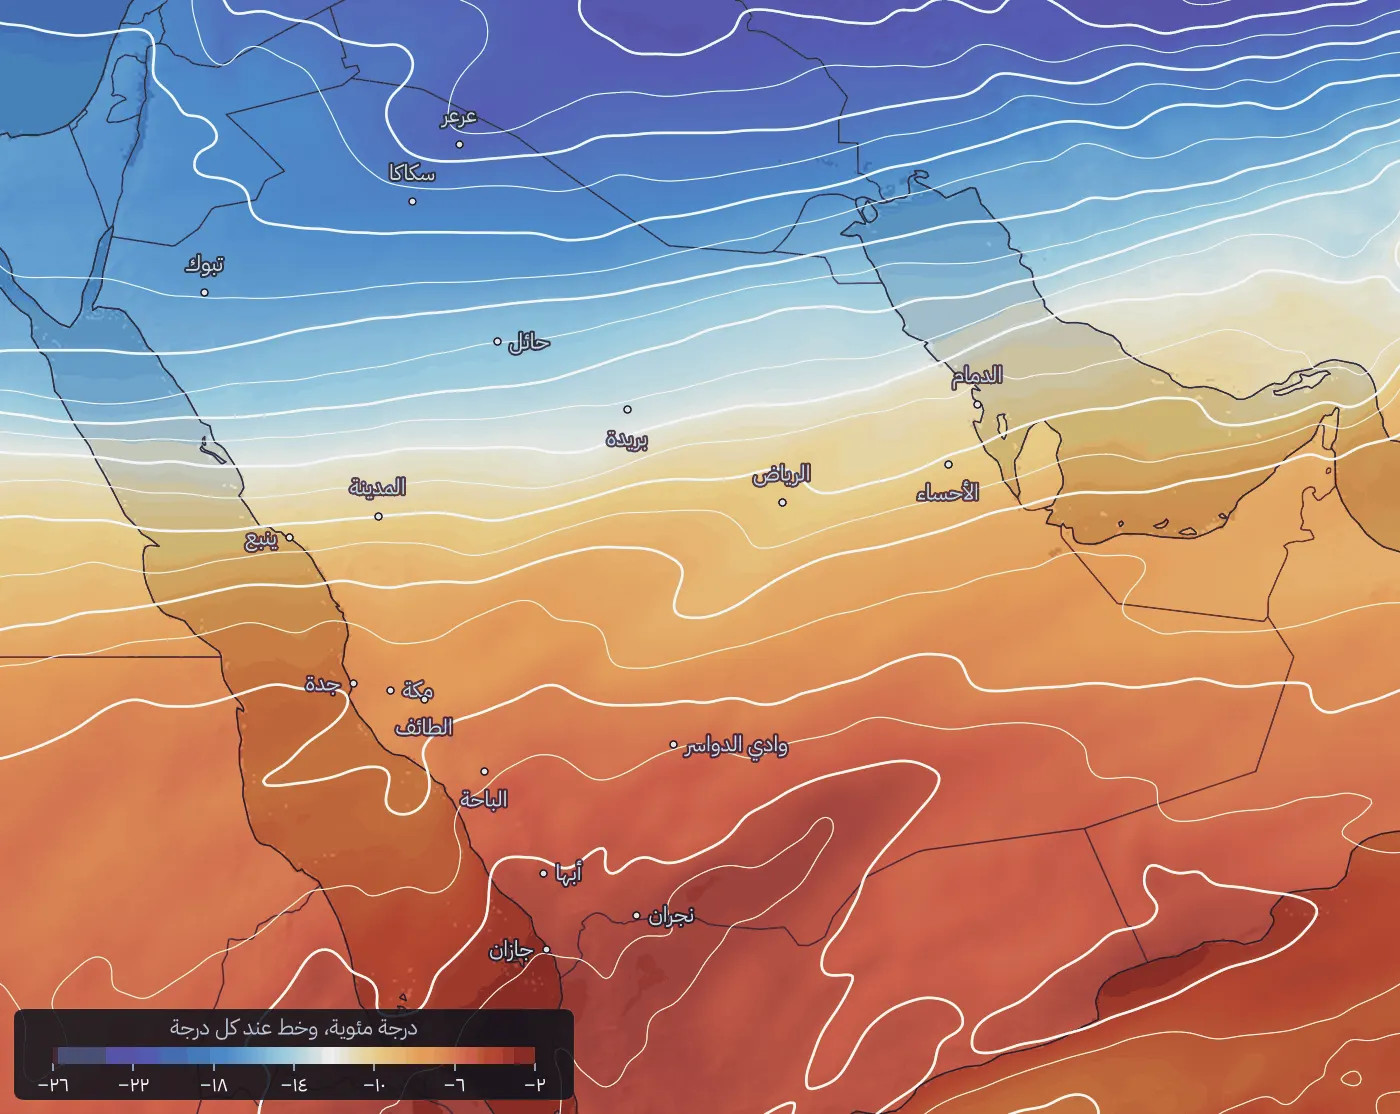 عرعر
سكاكا
تبوك
حائل
الدمام
بريدة
الرياض
المدينة
الأحساء
ينبع
جدة
مكة
الطائف
وادي الدواسر
الباحة
أبها
نجران
جازان
درجة مئوية، وخط عند كل درجة
−٢٦ −٢٢ −١٨ −١٤ −١٠ −٦ −٢